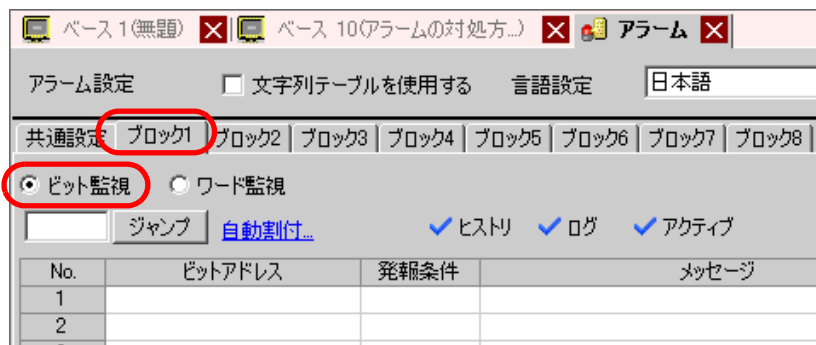 ベース 1(無題) ベース 10(アラームの対処方...) アラーム
アラーム設定 文字列テーブルを使用する 言語設定 日本語
共通設定 ブロック1 ブロック2 ブロック3 ブロック4 ブロック5 ブロック6 ブロック7 ブロック8
ビット監視 ワード監視
ジャンプ 自動割付... ヒストリ ログ アクティブ
No. ビットアドレス 発報条件 メッセージ
1
2